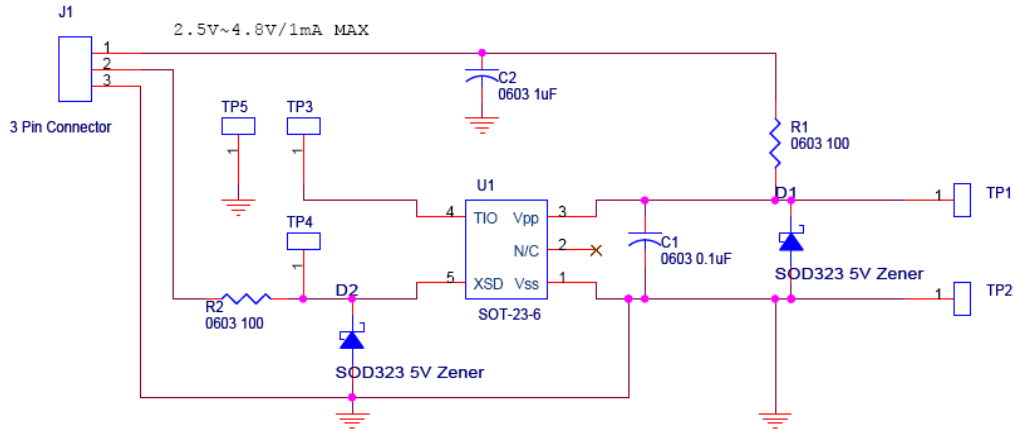 J1
2.5V~4.8V/1mA MAX
1
2
3
3 Pin Connector
C2
0603 1uF
TP5
1
TP3
1
R1
0603 100
U1
4
TIO
Vpp
3
N/C
2
5
XSD
Vss
1
SOT-23-6
TP4
1
D1
1
TP1
C1
0603 0.1uF
SOD323 5V Zener
1
TP2
R2
0603 100
D2
SOD323 5V Zener